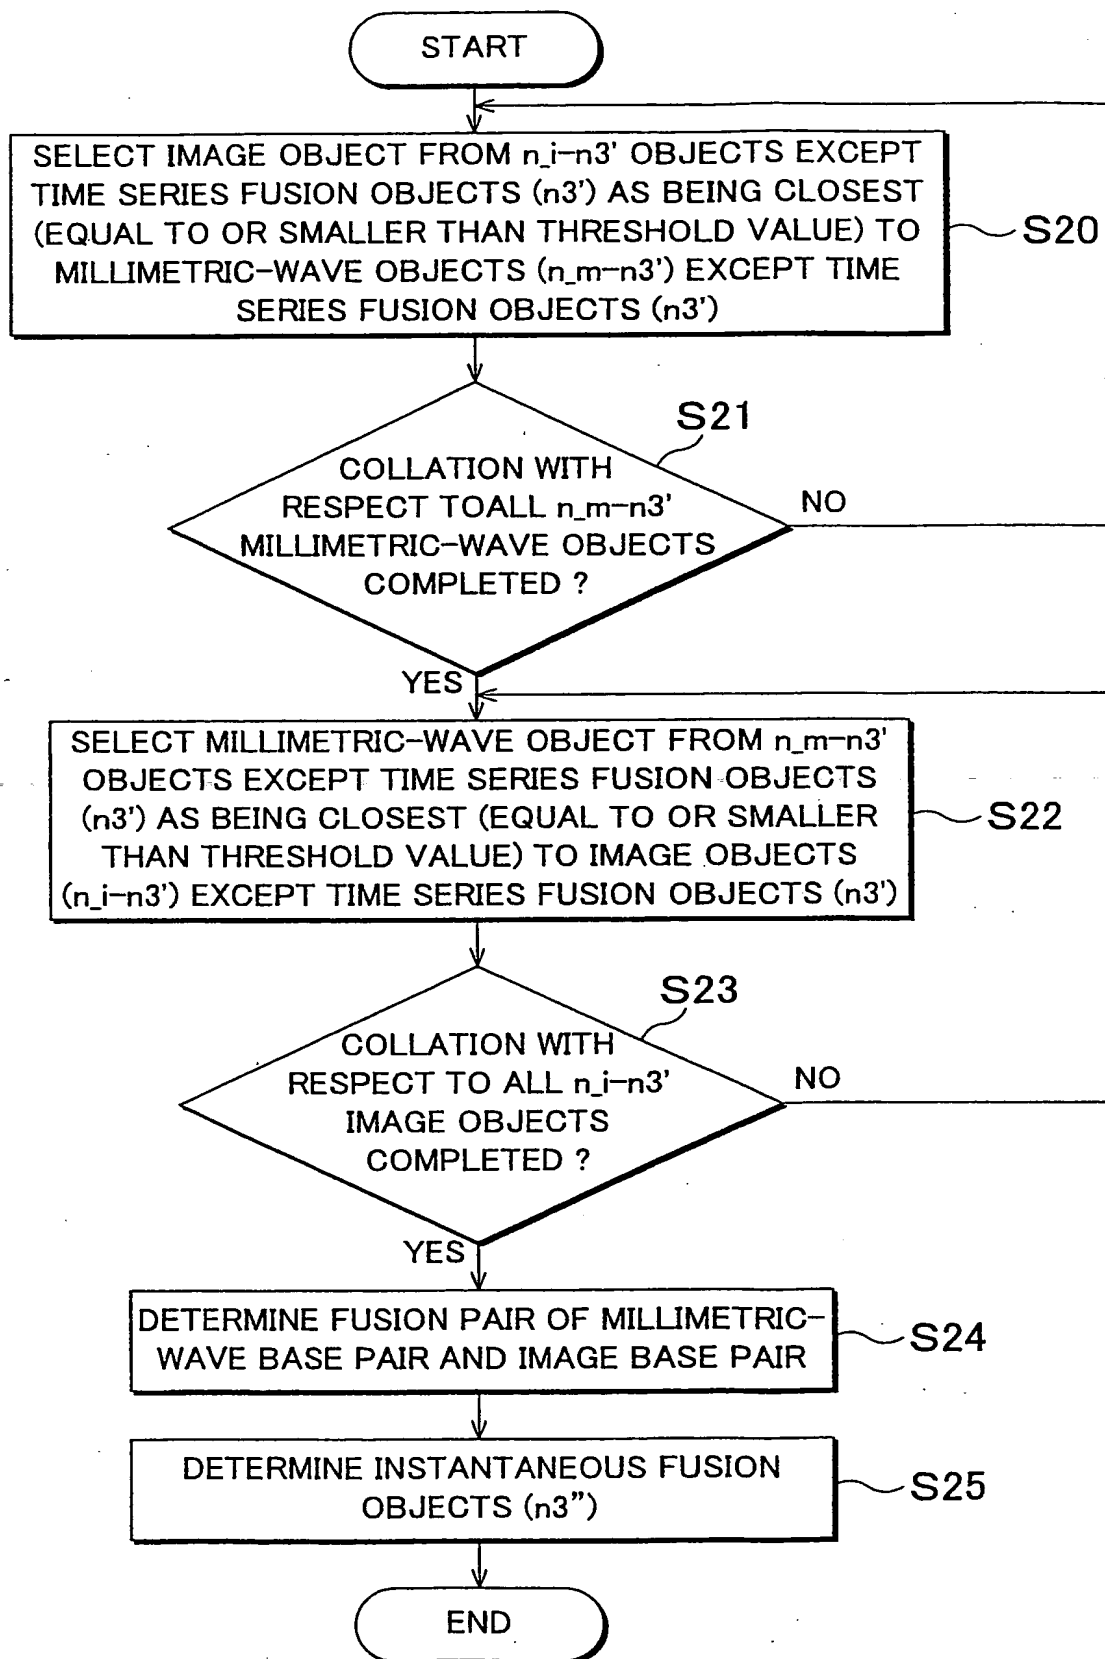 START
SELECT IMAGE OBJECT FROM n_i-n3' OBJECTS EXCEPT
TIME SERIES FUSION OBJECTS (n3') AS BEING CLOSEST
(EQUAL TO OR SMALLER THAN THRESHOLD VALUE) TO
MILLIMETRIC-WAVE OBJECTS (n_m-n3') EXCEPT TIME
SERIES FUSION OBJECTS (n3')
S20
S21
COLLATION WITH
RESPECT TOALL n_m-n3'
MILLIMETRIC-WAVE OBJECTS
COMPLETED ?
NO
YES
SELECT MILLIMETRIC-WAVE OBJECT FROM n_m-n3'
OBJECTS EXCEPT TIME SERIES FUSION OBJECTS
(n3') AS BEING CLOSEST (EQUAL TO OR SMALLER
THAN THRESHOLD VALUE) TO IMAGE OBJECTS
(n_i-n3') EXCEPT TIME SERIES FUSION OBJECTS (n3')
S22
S23
COLLATION WITH
RESPECT TO ALL n_i-n3'
IMAGE OBJECTS
COMPLETED ?
NO
YES
DETERMINE FUSION PAIR OF MILLIMETRIC-
WAVE BASE PAIR AND IMAGE BASE PAIR
S24
DETERMINE INSTANTANEOUS FUSION
OBJECTS (n3")
S25
END